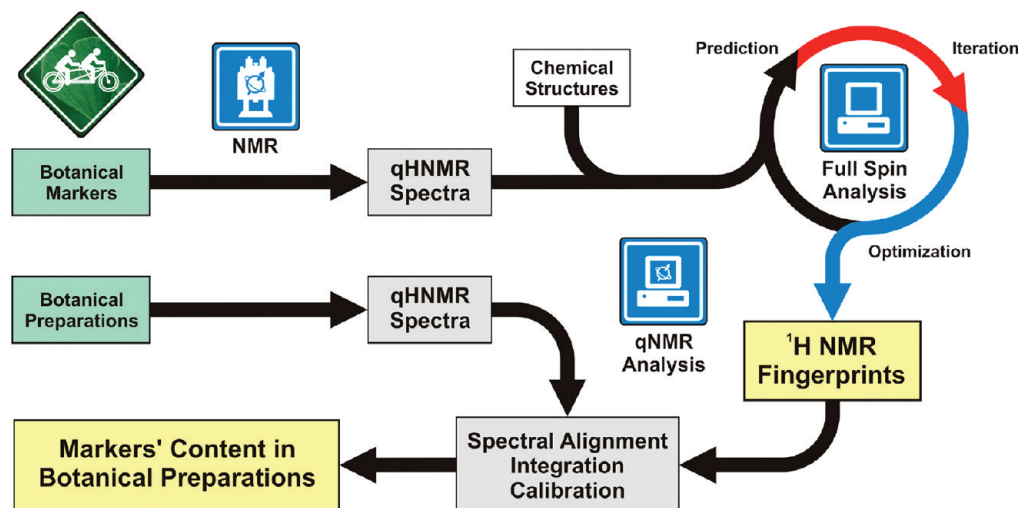 Prediction
Iteration
Chemical
Structures
NMR
Full Spin
Analysis
Botanical
Markers
qHNMR
Spectra
Optimization
Botanical
Preparations
qHNMR
Spectra
qNMR
Analysis
¹H NMR
Fingerprints
Markers' Content in
Botanical Preparations
Spectral Alignment
Integration
Calibration